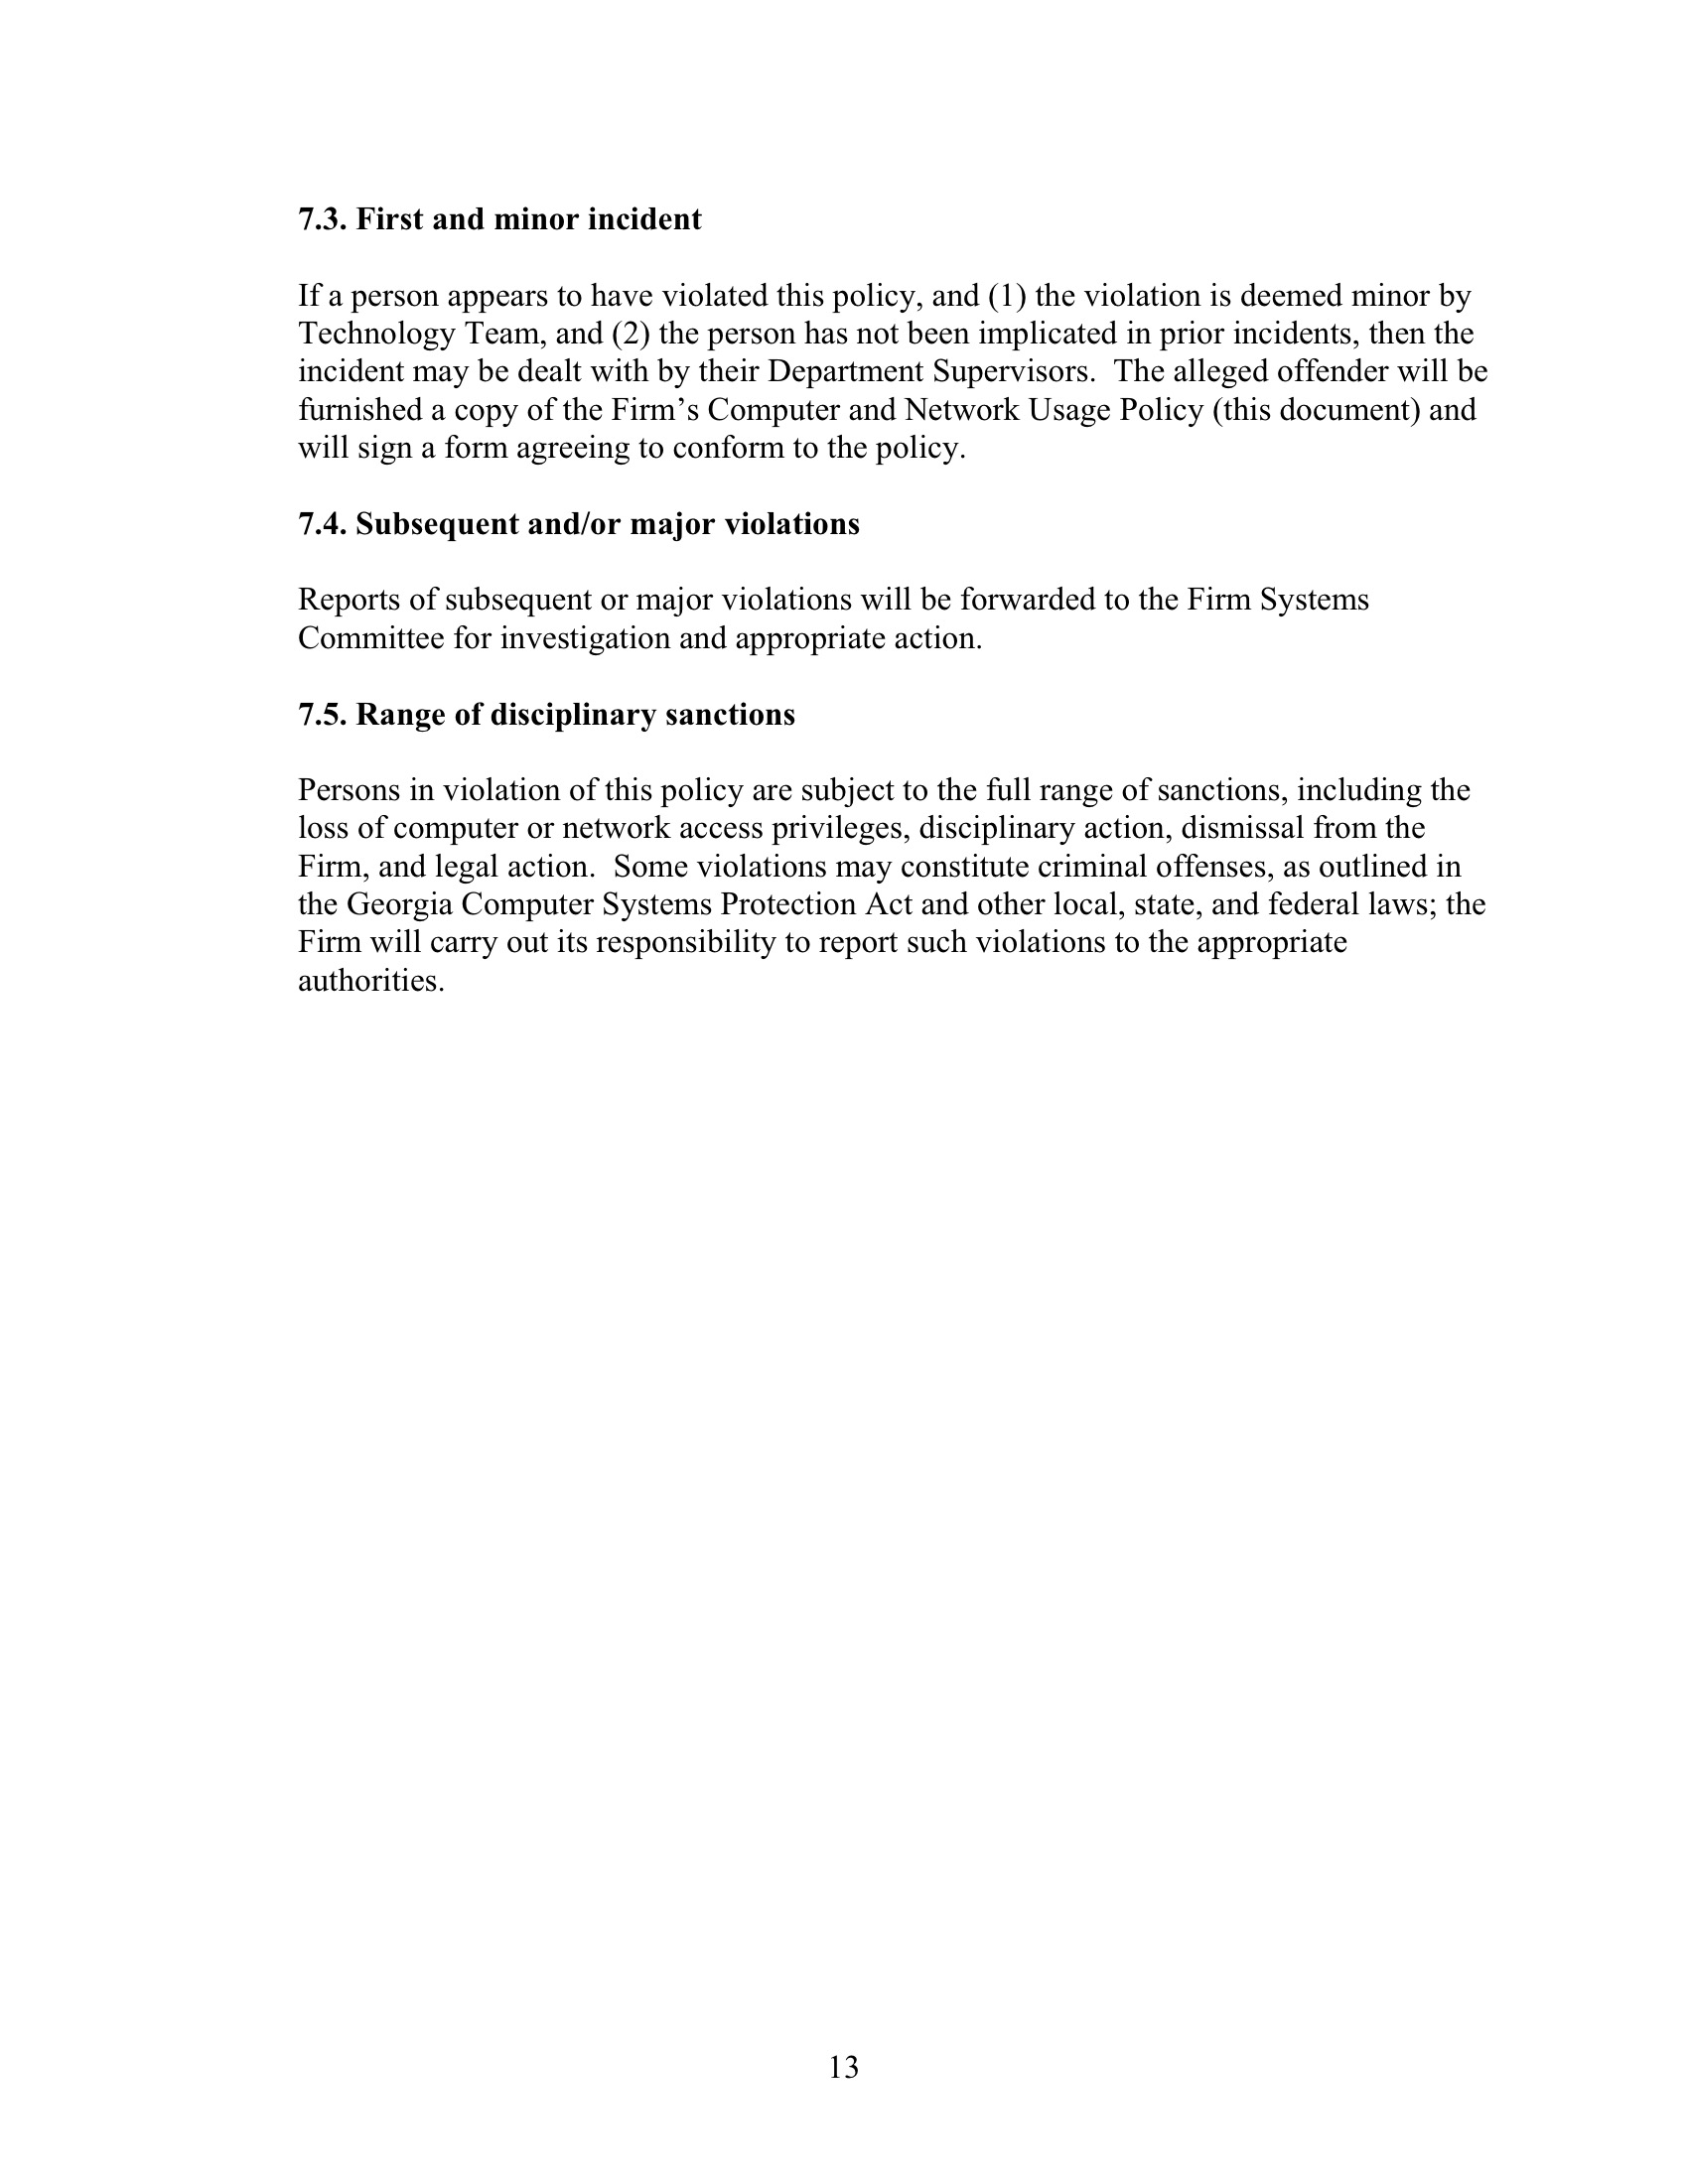 7.3. First and minor incident
If a person appears to have violated this policy, and (1) the violation is deemed minor by
Technology Team, and (2) the person has not been implicated in prior incidents, then the
incident may be dealt with by their Department Supervisors.  The alleged offender will be
furnished a copy of the Firm’s Computer and Network Usage Policy (this document) and
will sign a form agreeing to conform to the policy.
7.4. Subsequent and/or major violations
Reports of subsequent or major violations will be forwarded to the Firm Systems
Committee for investigation and appropriate action.
7.5. Range of disciplinary sanctions
Persons in violation of this policy are subject to the full range of sanctions, including the
loss of computer or network access privileges, disciplinary action, dismissal from the
Firm, and legal action.  Some violations may constitute criminal offenses, as outlined in
the Georgia Computer Systems Protection Act and other local, state, and federal laws; the
Firm will carry out its responsibility to report such violations to the appropriate
authorities.
13